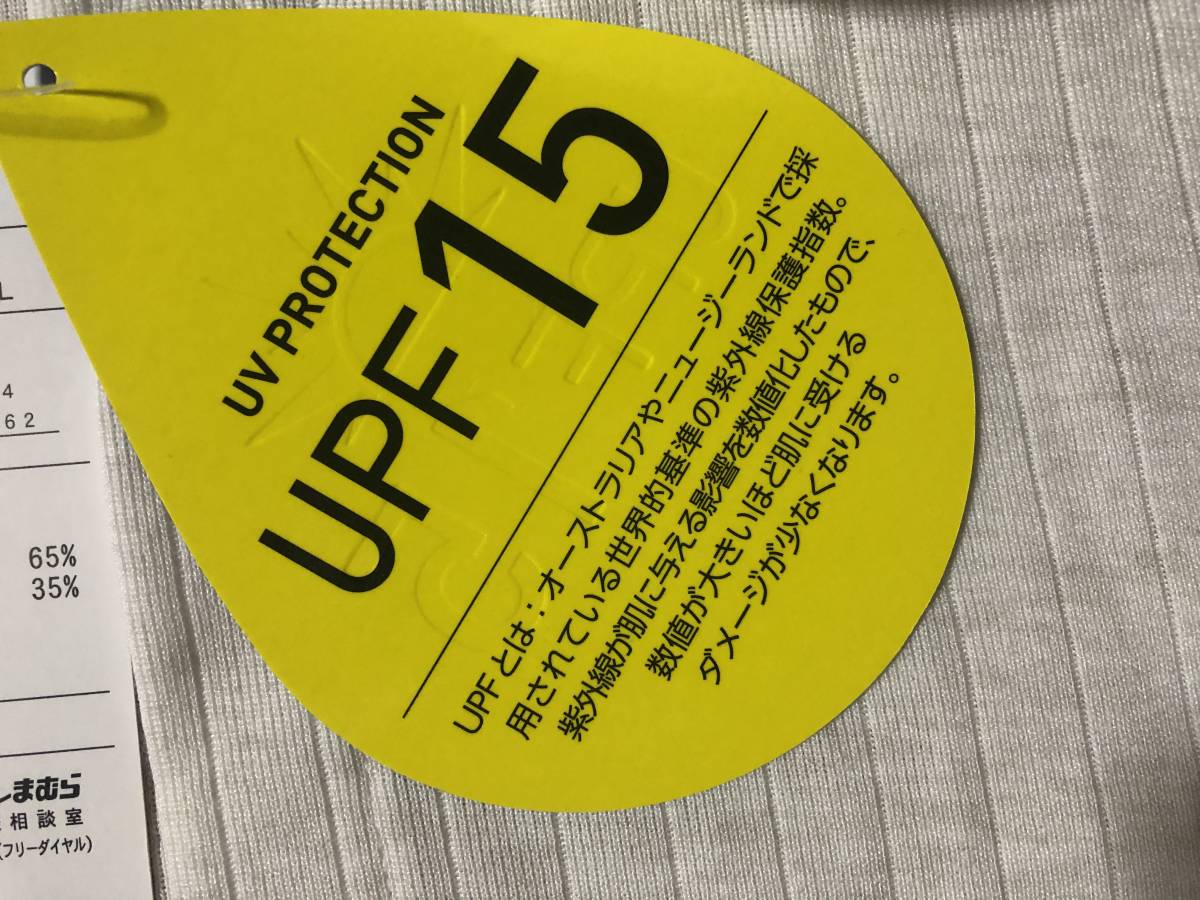 UV PROTECTION
UPF15
UPFとは：オーストラリアやニュージーランドで採
用されている世界的基準の紫外線保護指数。
紫外線が肌に与える影響を数値化したもので、
数値が大きいほど肌に受ける
ダメージが少なくなります。
L
4
62
65%
35%
しまむら
相談室
(フリーダイヤル)